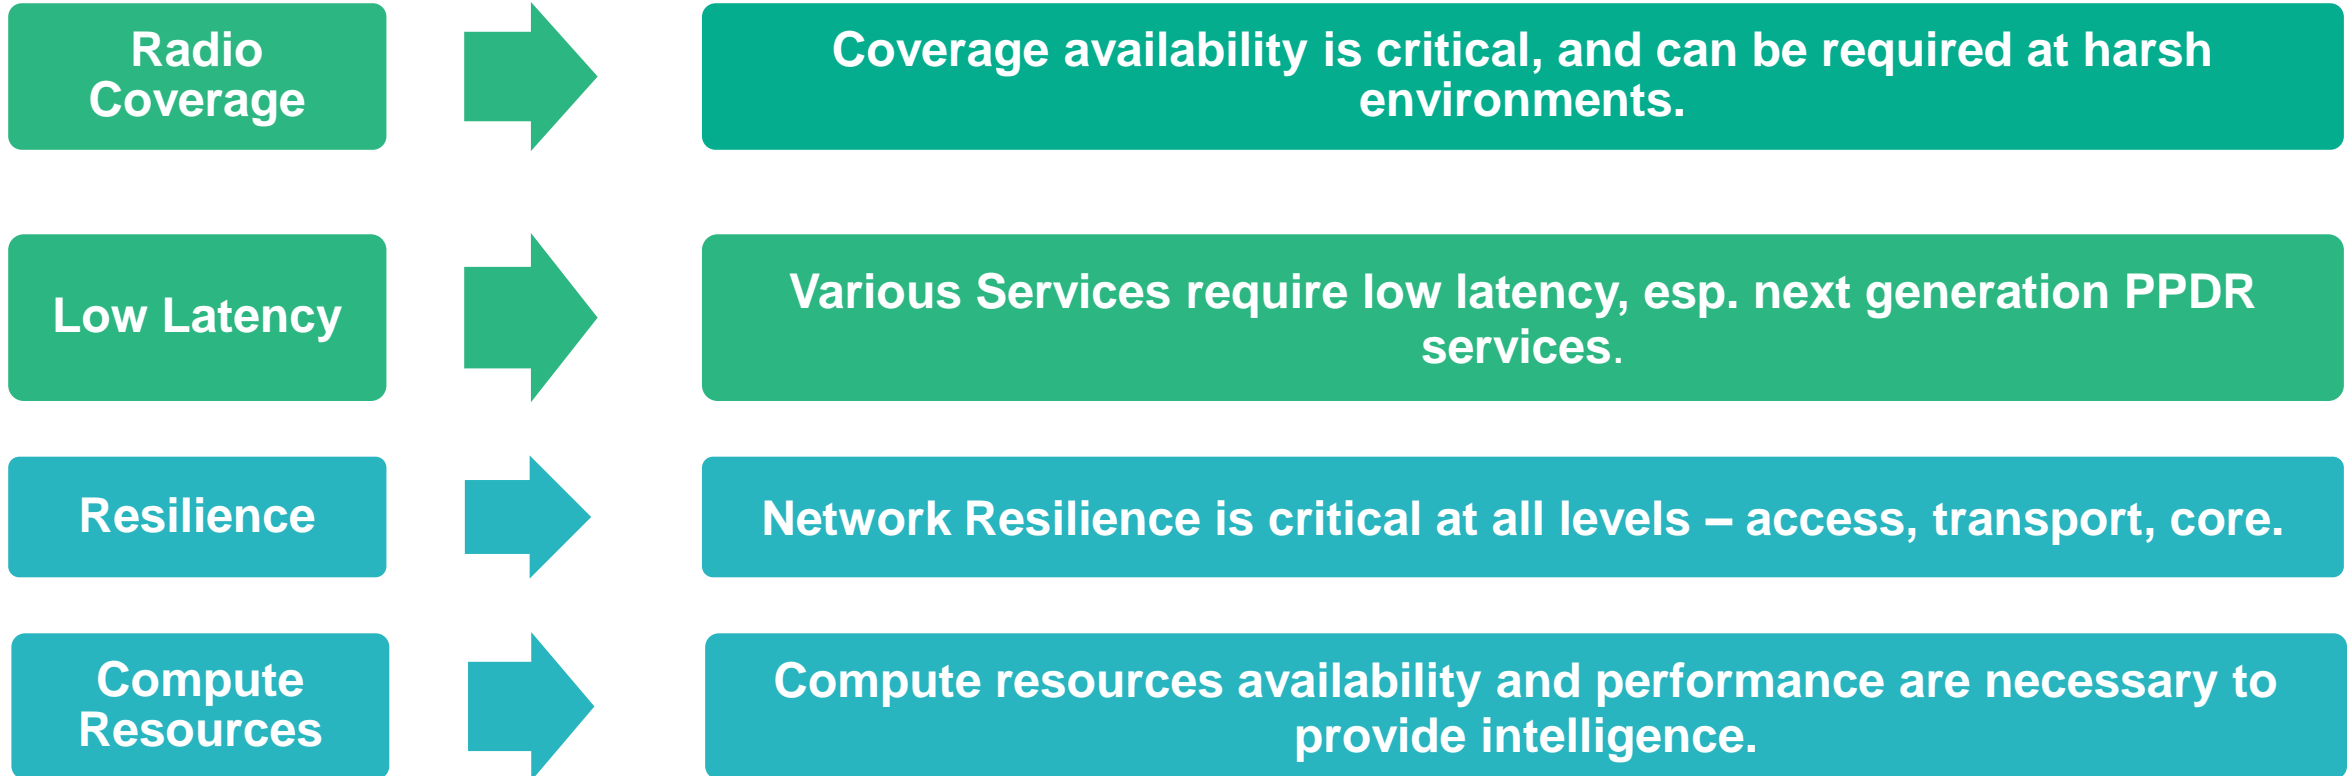 Radio
Coverage
Coverage availability is critical, and can be required at harsh
environments.
Low Latency
Various Services require low latency, esp. next generation PPDR
services.
Resilience
Network Resilience is critical at all levels – access, transport, core.
Compute
Resources
Compute resources availability and performance are necessary to
provide intelligence.